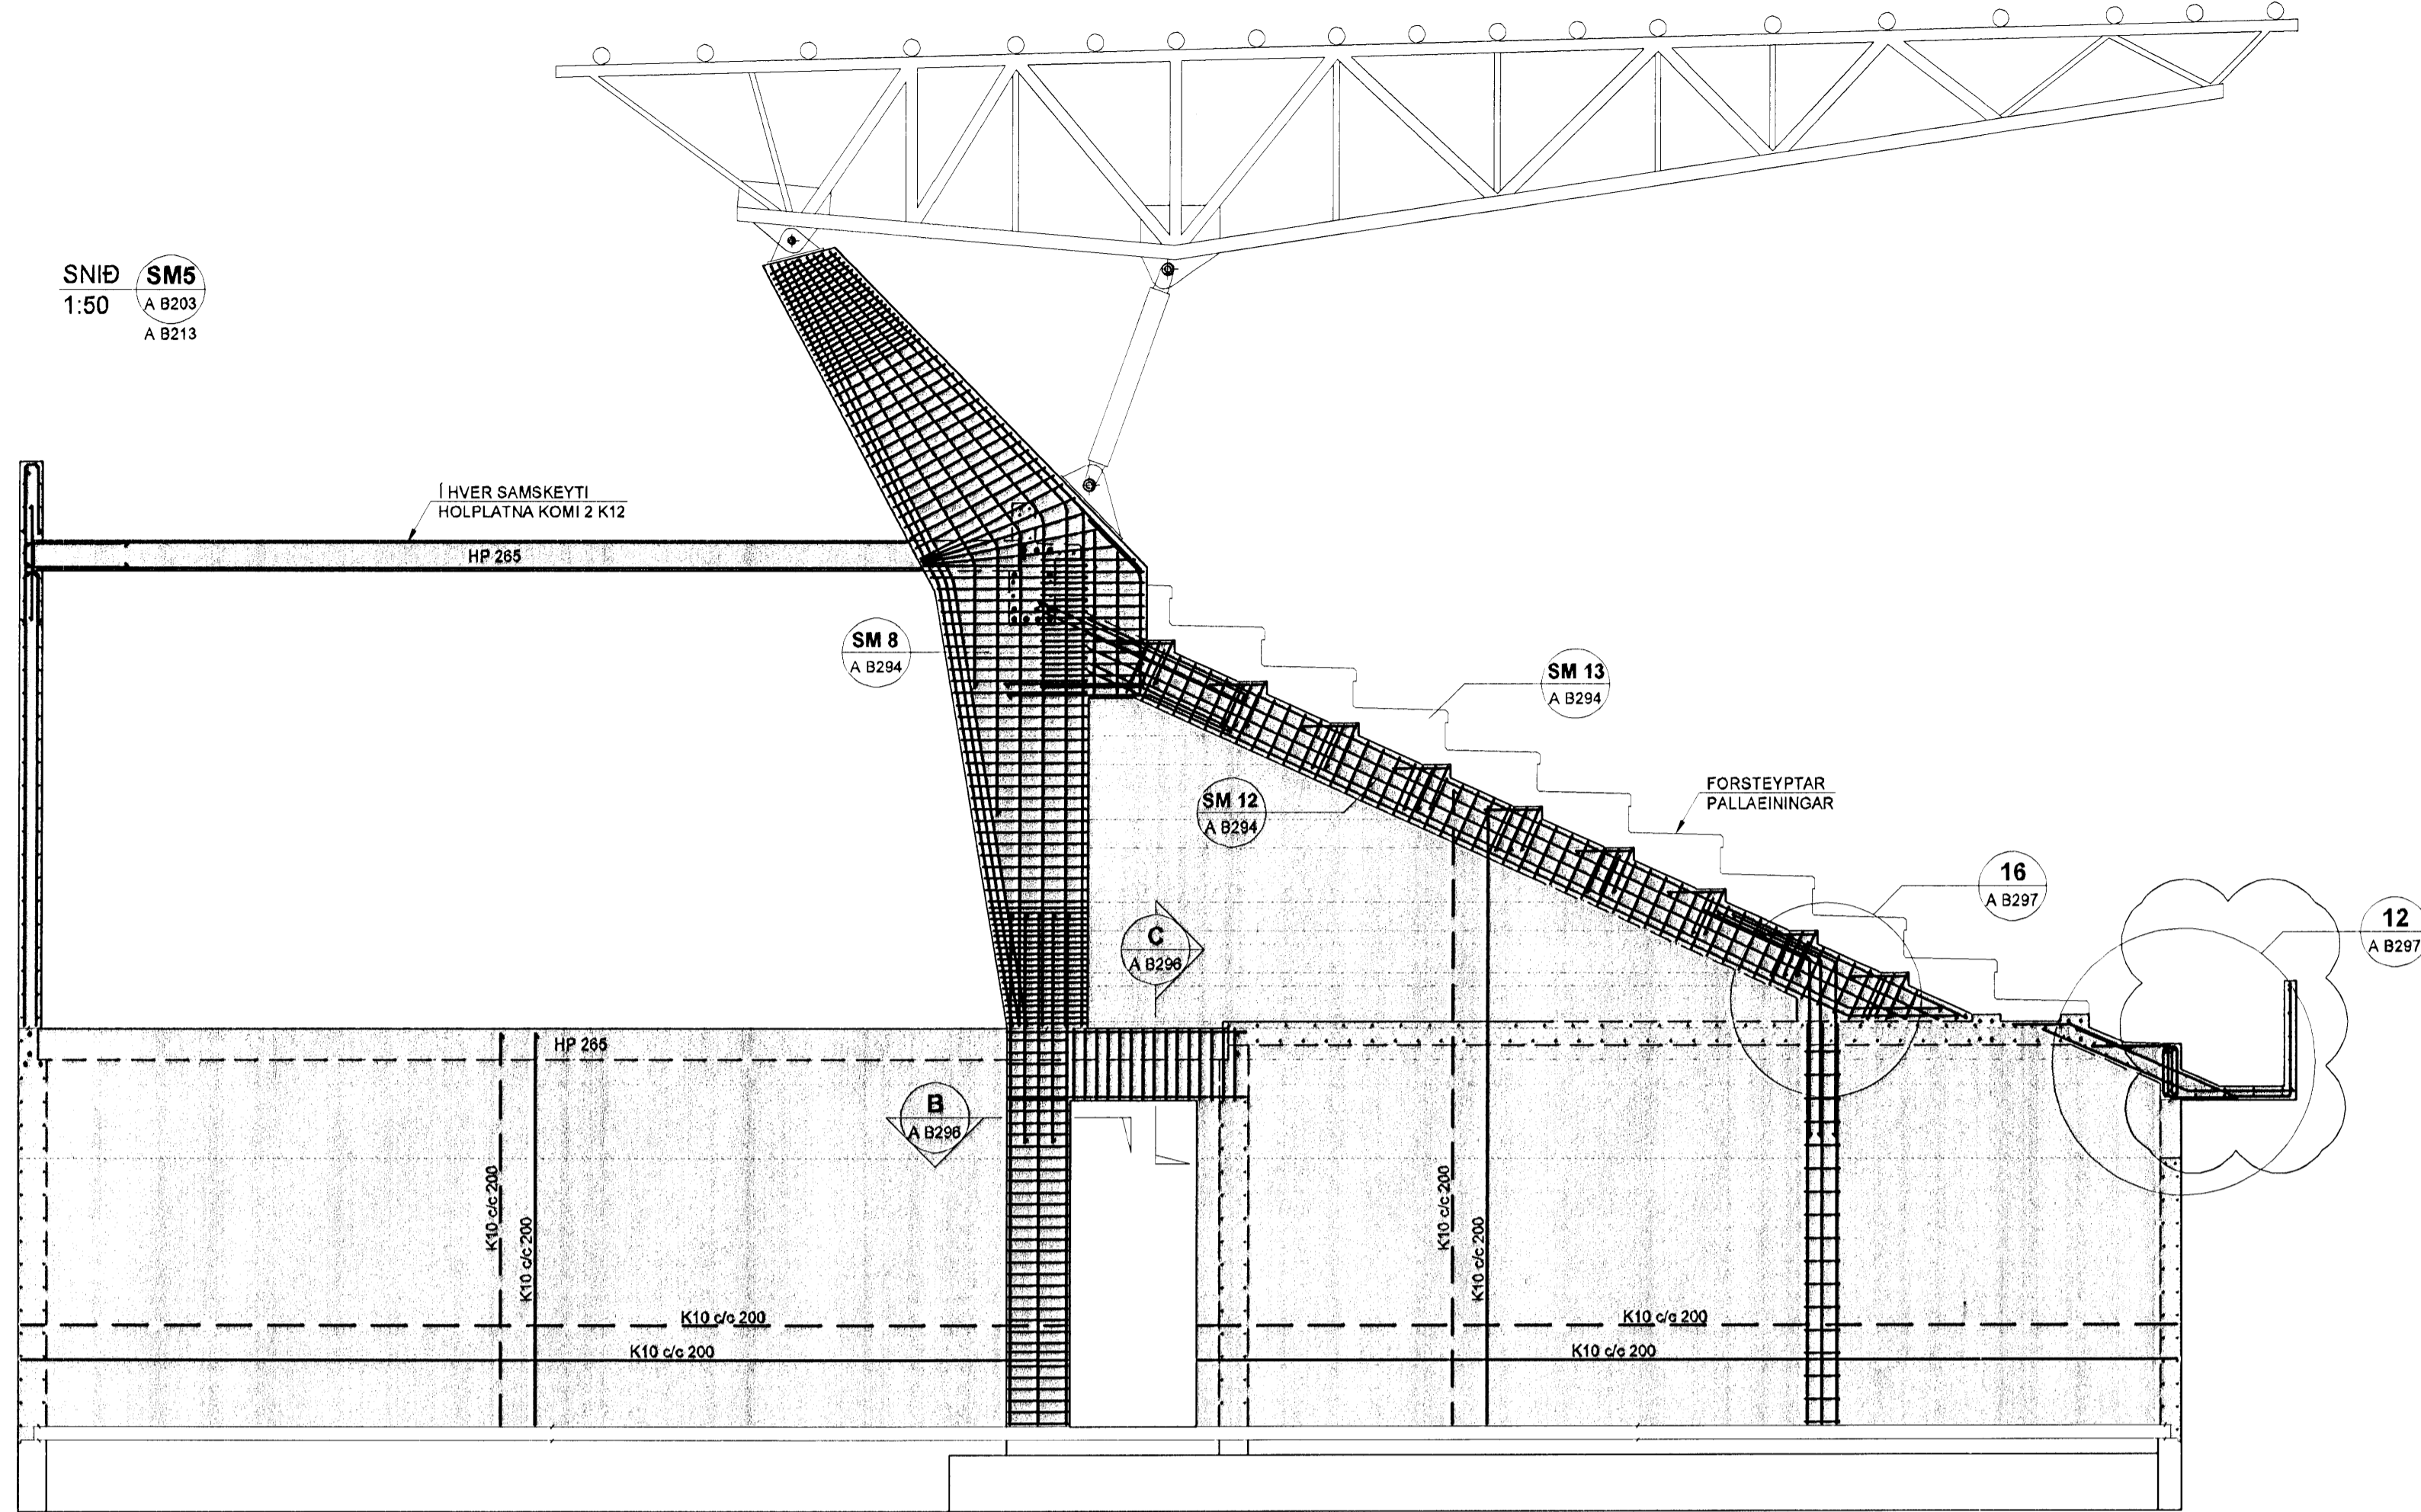 SNIÐ
1:50
SM5
A B203
A B213
Í HVER SAMSKEYTI
HOLPLATNA KOMI 2 K12
HP 265
SM 8
A B294
SM 13
A B294
SM 12
A B294
FORSTEYPTAR
PALLAEININGAR
16
A B297
12
A B297
C
A B296
HP 265
B
A B296
K10 c/c 200
K10 c/c 200
K10 c/c 200
K10 c/c 200
K10 c/c 200
K10 c/c 200
K10 c/c 200
K10 c/c 200